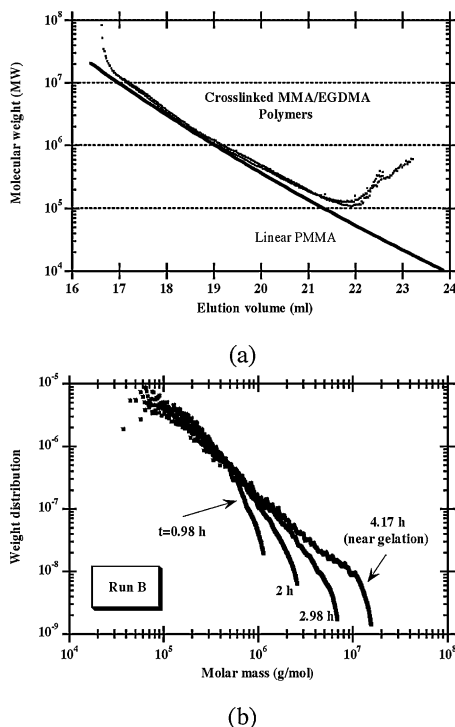 10^8
10^7
10^6
10^5
10^4
Molecular weight (MW)
Crosslinked MMA/EGDMA
Polymers
Linear PMMA
16 17 18 19 20 21 22 23 24
Elution volume (ml)
(a)
10^-5
10^-6
10^-7
10^-8
10^-9
Weight distribution
t=0.98 h
2 h
2.98 h
4.17 h
(near gelation)
Run B
10^4 10^5 10^6 10^7 10^8
Molar mass (g/mol)
(b)